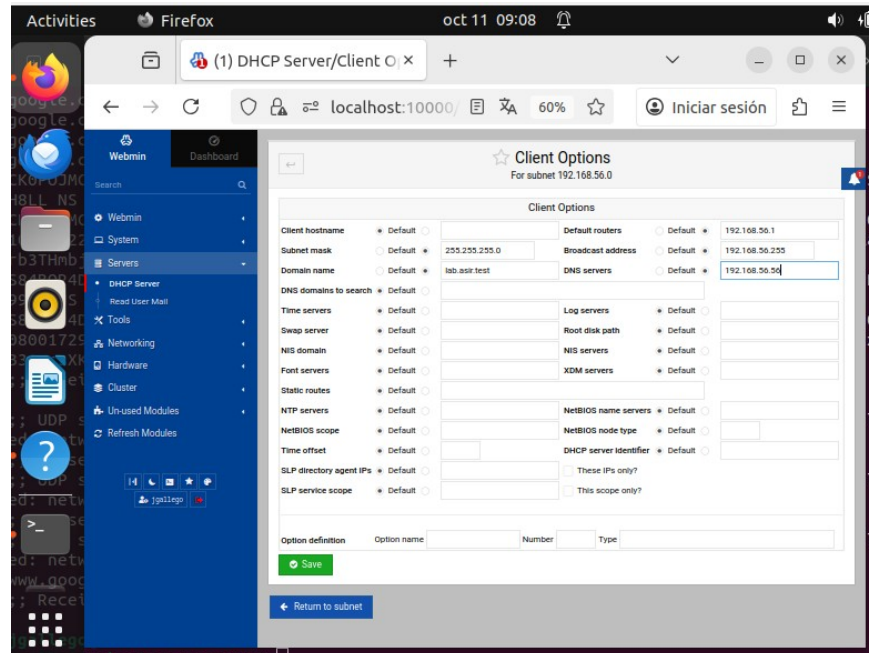 Activities Firefox oct 11 09:08
(1) DHCP Server/Client O
localhost:10000/ 60% Iniciar sesión
Webmin Dashboard
Search
Webmin
System
Servers
DHCP Server
Read User Mail
Tools
Networking
Hardware
Cluster
Un-used Modules
Refresh Modules
jgallego
Client Options
For subnet 192.168.56.0
Client Options
Client hostname Default Default routers Default 192.168.56.1
Subnet mask Default 255.255.255.0 Broadcast address Default 192.168.56.255
Domain name Default lab.asir.test DNS servers Default 192.168.56.56
DNS domains to search Default
Time servers Default Log servers Default
Swap server Default Root disk path Default
NIS domain Default NIS servers Default
Font servers Default XDM servers Default
Static routes Default
NTP servers Default NetBIOS name servers Default
NetBIOS scope Default NetBIOS node type Default
Time offset Default DHCP server identifier Default
SLP directory agent IPs Default These IPs only?
SLP service scope Default This scope only?
Option definition Option name Number Type
Save
Return to subnet